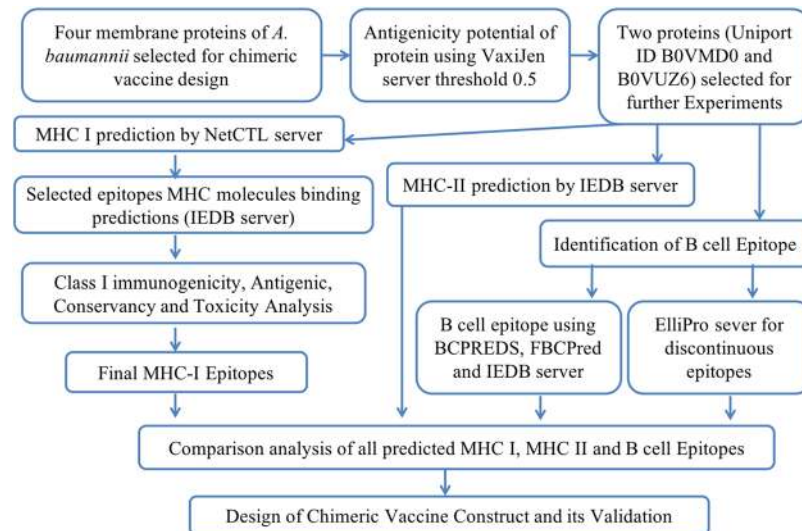 Four membrane proteins of A.
baumannii selected for chimeric
vaccine design
Antigenicity potential of
protein using VaxiJen
server threshold 0.5
Two proteins (Uniport
ID B0VMD0 and
B0VUZ6) selected for
further Experiments
MHC I prediction by NetCTL server
MHC-II prediction by IEDB server
Selected epitopes MHC molecules binding
predictions (IEDB server)
Identification of B cell Epitope
Class I immunogenicity, Antigenic,
Conservancy and Toxicity Analysis
B cell epitope using
BCPREDS, FBCPred
and IEDB server
ElliPro sever for
discontinuous
epitopes
Final MHC-I Epitopes
Comparison analysis of all predicted MHC I, MHC II and B cell Epitopes
Design of Chimeric Vaccine Construct and its Validation